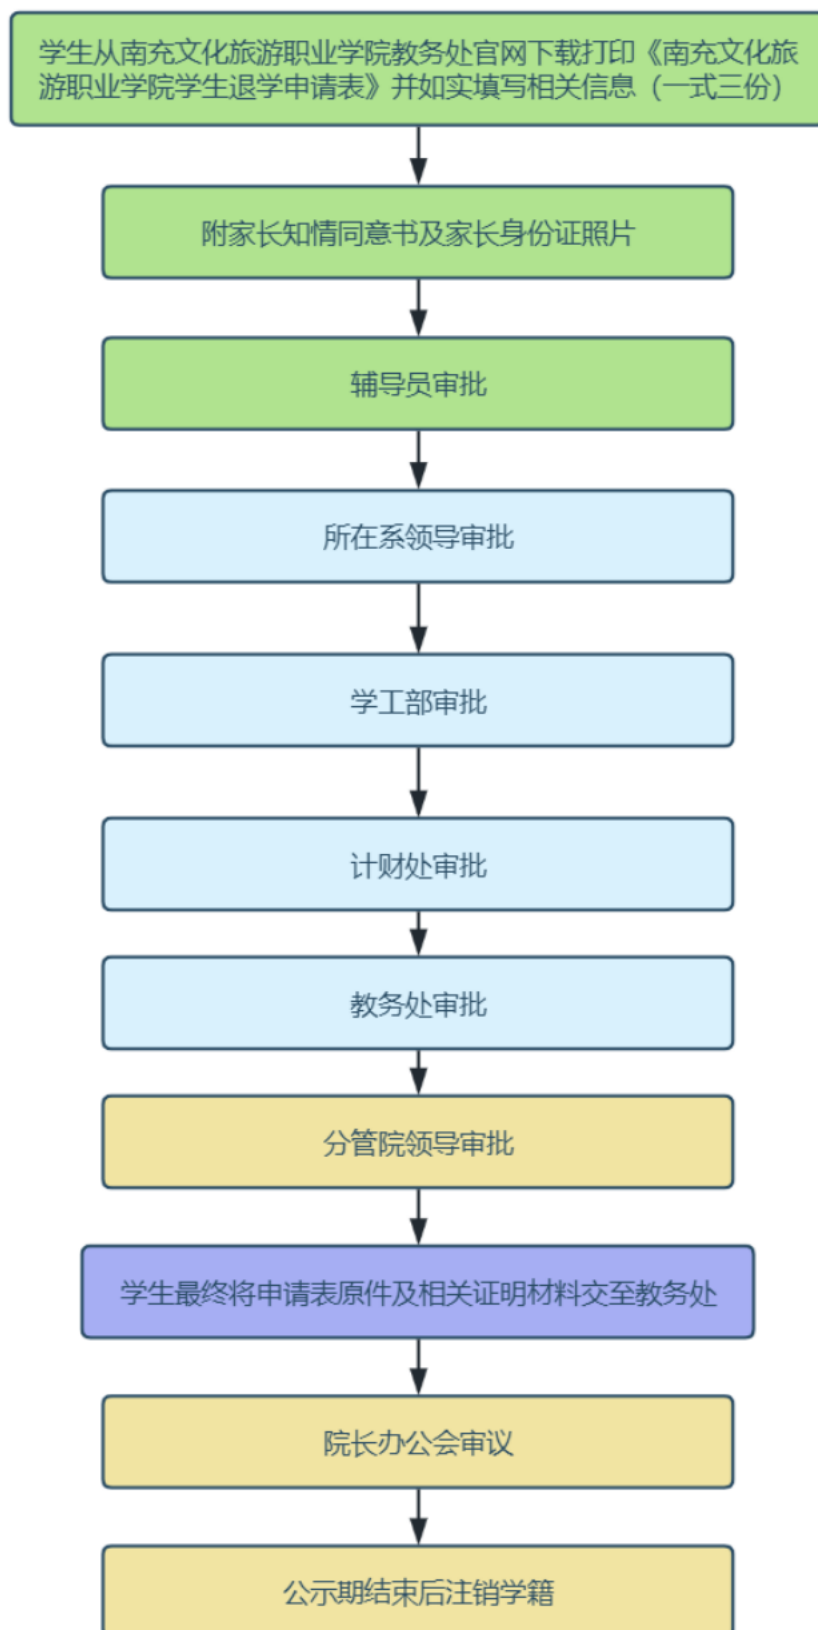 学生从南充文化旅游职业学院教务处官网下载打印《南充文化旅
游职业学院学生退学申请表》并如实填写相关信息（一式三份）
附家长知情同意书及家长身份证照片
辅导员审批
所在系领导审批
学工部审批
计财处审批
教务处审批
分管院领导审批
学生最终将申请表原件及相关证明材料交至教务处
院长办公会审议
公示期结束后注销学籍